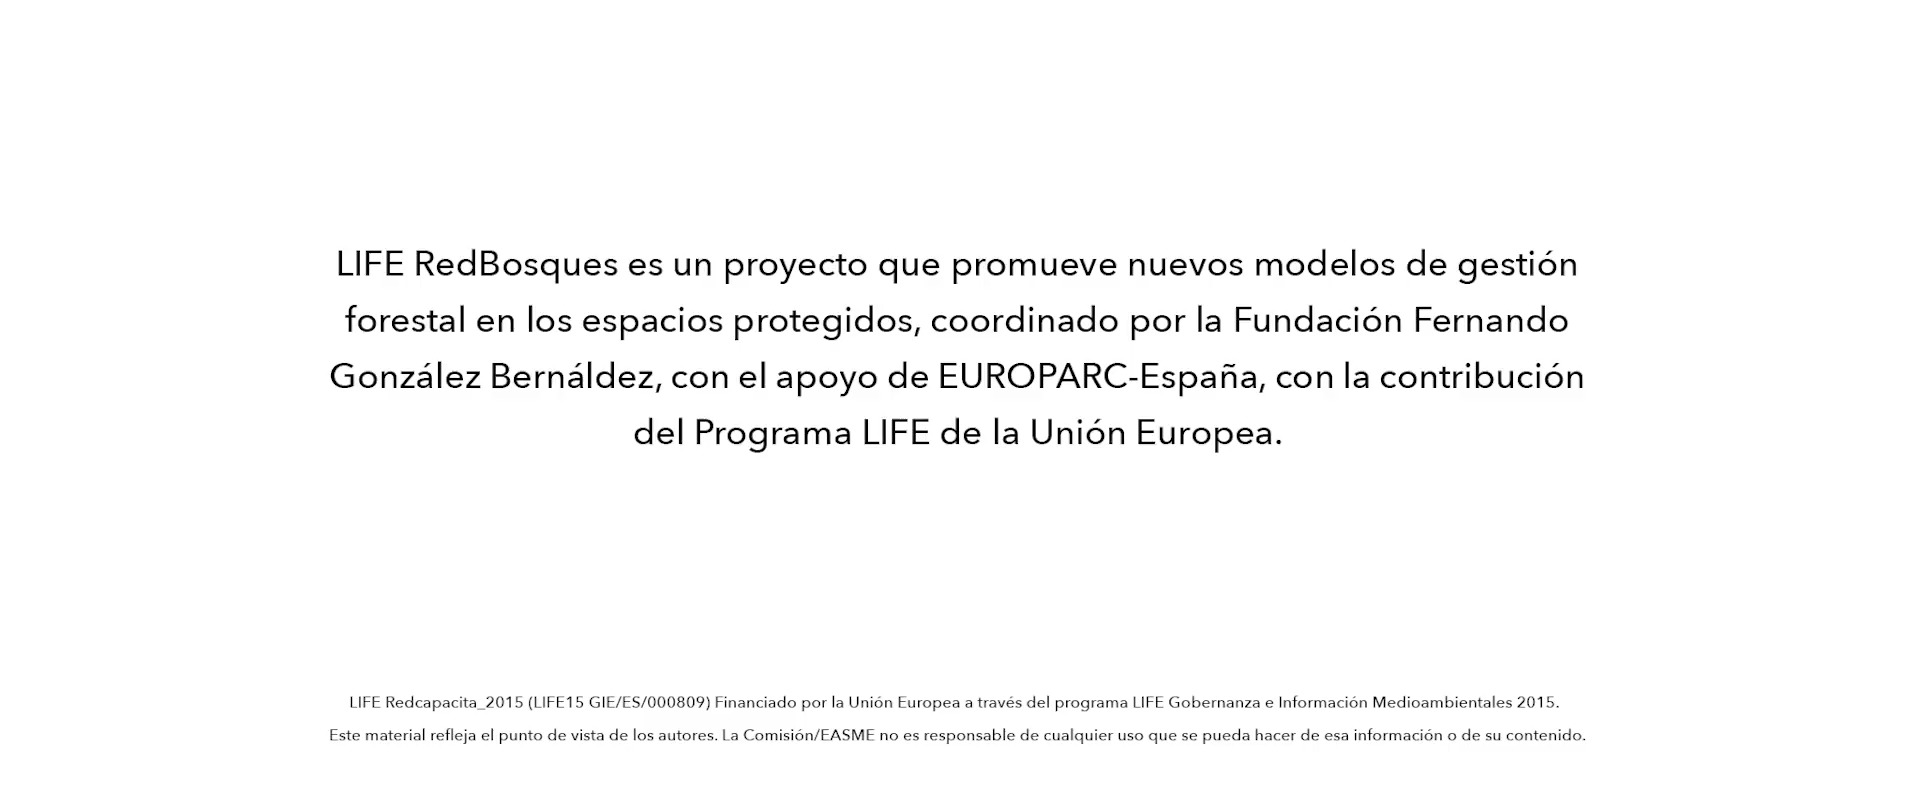 LIFE RedBosques es un proyecto que promueve nuevos modelos de gestión
forestal en los espacios protegidos, coordinado por la Fundación Fernando
González Bernáldez, con el apoyo de EUROPARC-España, con la contribución
del Programa LIFE de la Unión Europea.
LIFE Redcapacita_2015 (LIFE15 GIE/ES/000809) Financiado por la Unión Europea a través del programa LIFE Gobernanza e Información Medioambientales 2015.
Este material refleja el punto de vista de los autores. La Comisión/EASME no es responsable de cualquier uso que se pueda hacer de esa información o de su contenido.